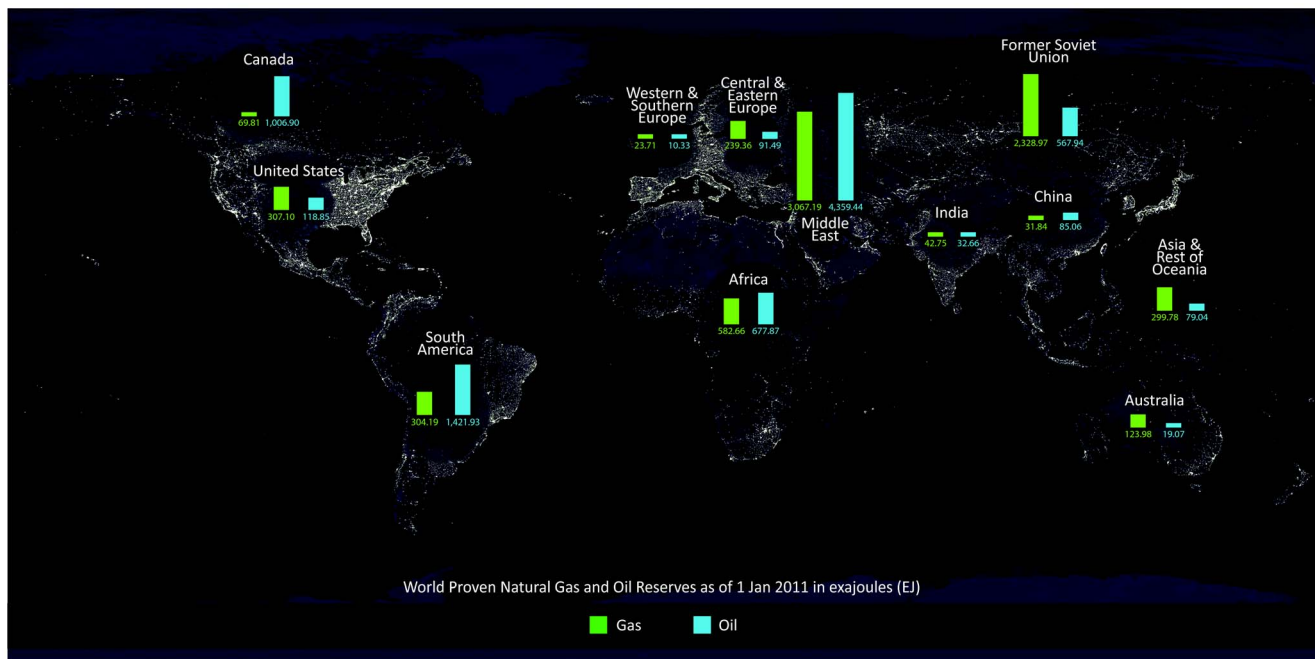 Canada
69.81 1,006.90
United States
307.10 118.85
South
America
304.19 1,421.93
Western &
Southern
Europe
23.71 10.33
Central &
Eastern
Europe
239.36 91.49
3,067.19 4,359.44
Middle
East
Africa
582.66 677.87
Former Soviet
Union
2,328.97 567.94
India
42.75 32.66
China
31.84 85.06
Asia &
Rest of
Oceania
299.78 79.04
Australia
123.98 19.07
World Proven Natural Gas and Oil Reserves as of 1 Jan 2011 in exajoules (EJ)
Gas Oil